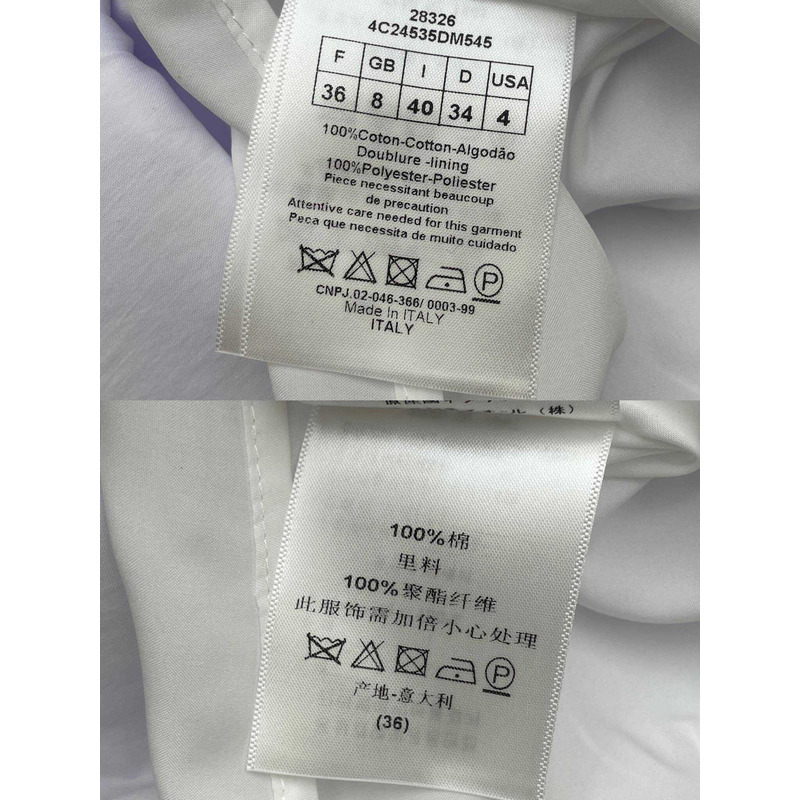 28326
4C24535DM545
F GB I D USA
36 8 40 34 4
100%Coton-Cotton-Algodão
Doublure -lining
100%Polyester-Poliester
Piece necessitant beaucoup
de precaution
Attentive care needed for this garment
Peca que necessita de muito cuidado
P
CNPJ.02-046-366/ 0003-99
Made In ITALY
ITALY
(株)
100%棉
里料
100%聚酯纤维
此服饰需加倍小心处理
P
产地-意大利
(36)